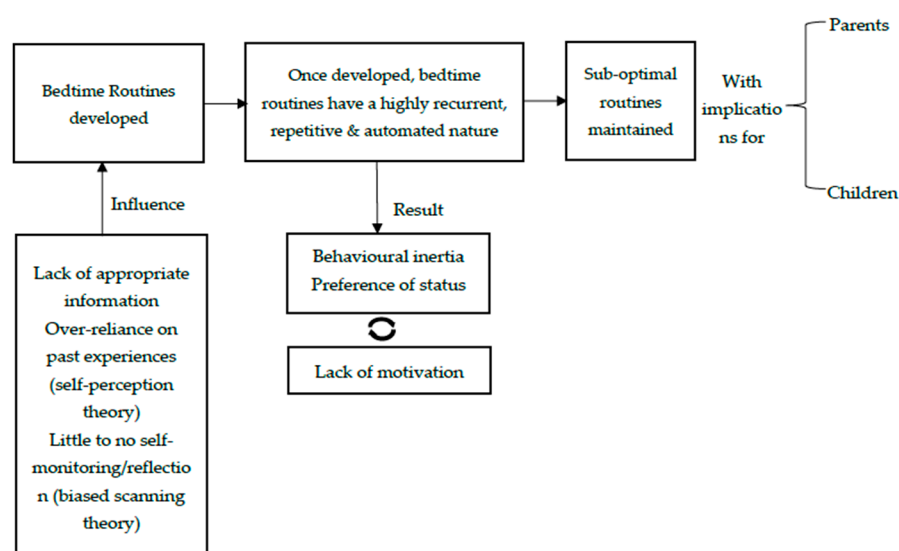 Bedtime Routines
developed
Once developed, bedtime
routines have a highly recurrent,
repetitive & automated nature
Sub-optimal
routines
maintained
With
implicatio
ns for
Parents
Children
Influence
Result
Lack of appropriate
information
Over-reliance on
past experiences
(self-perception
theory)
Little to no self-
monitoring/reflectio
n (biased scanning
theory)
Behavioural inertia
Preference of status
Lack of motivation